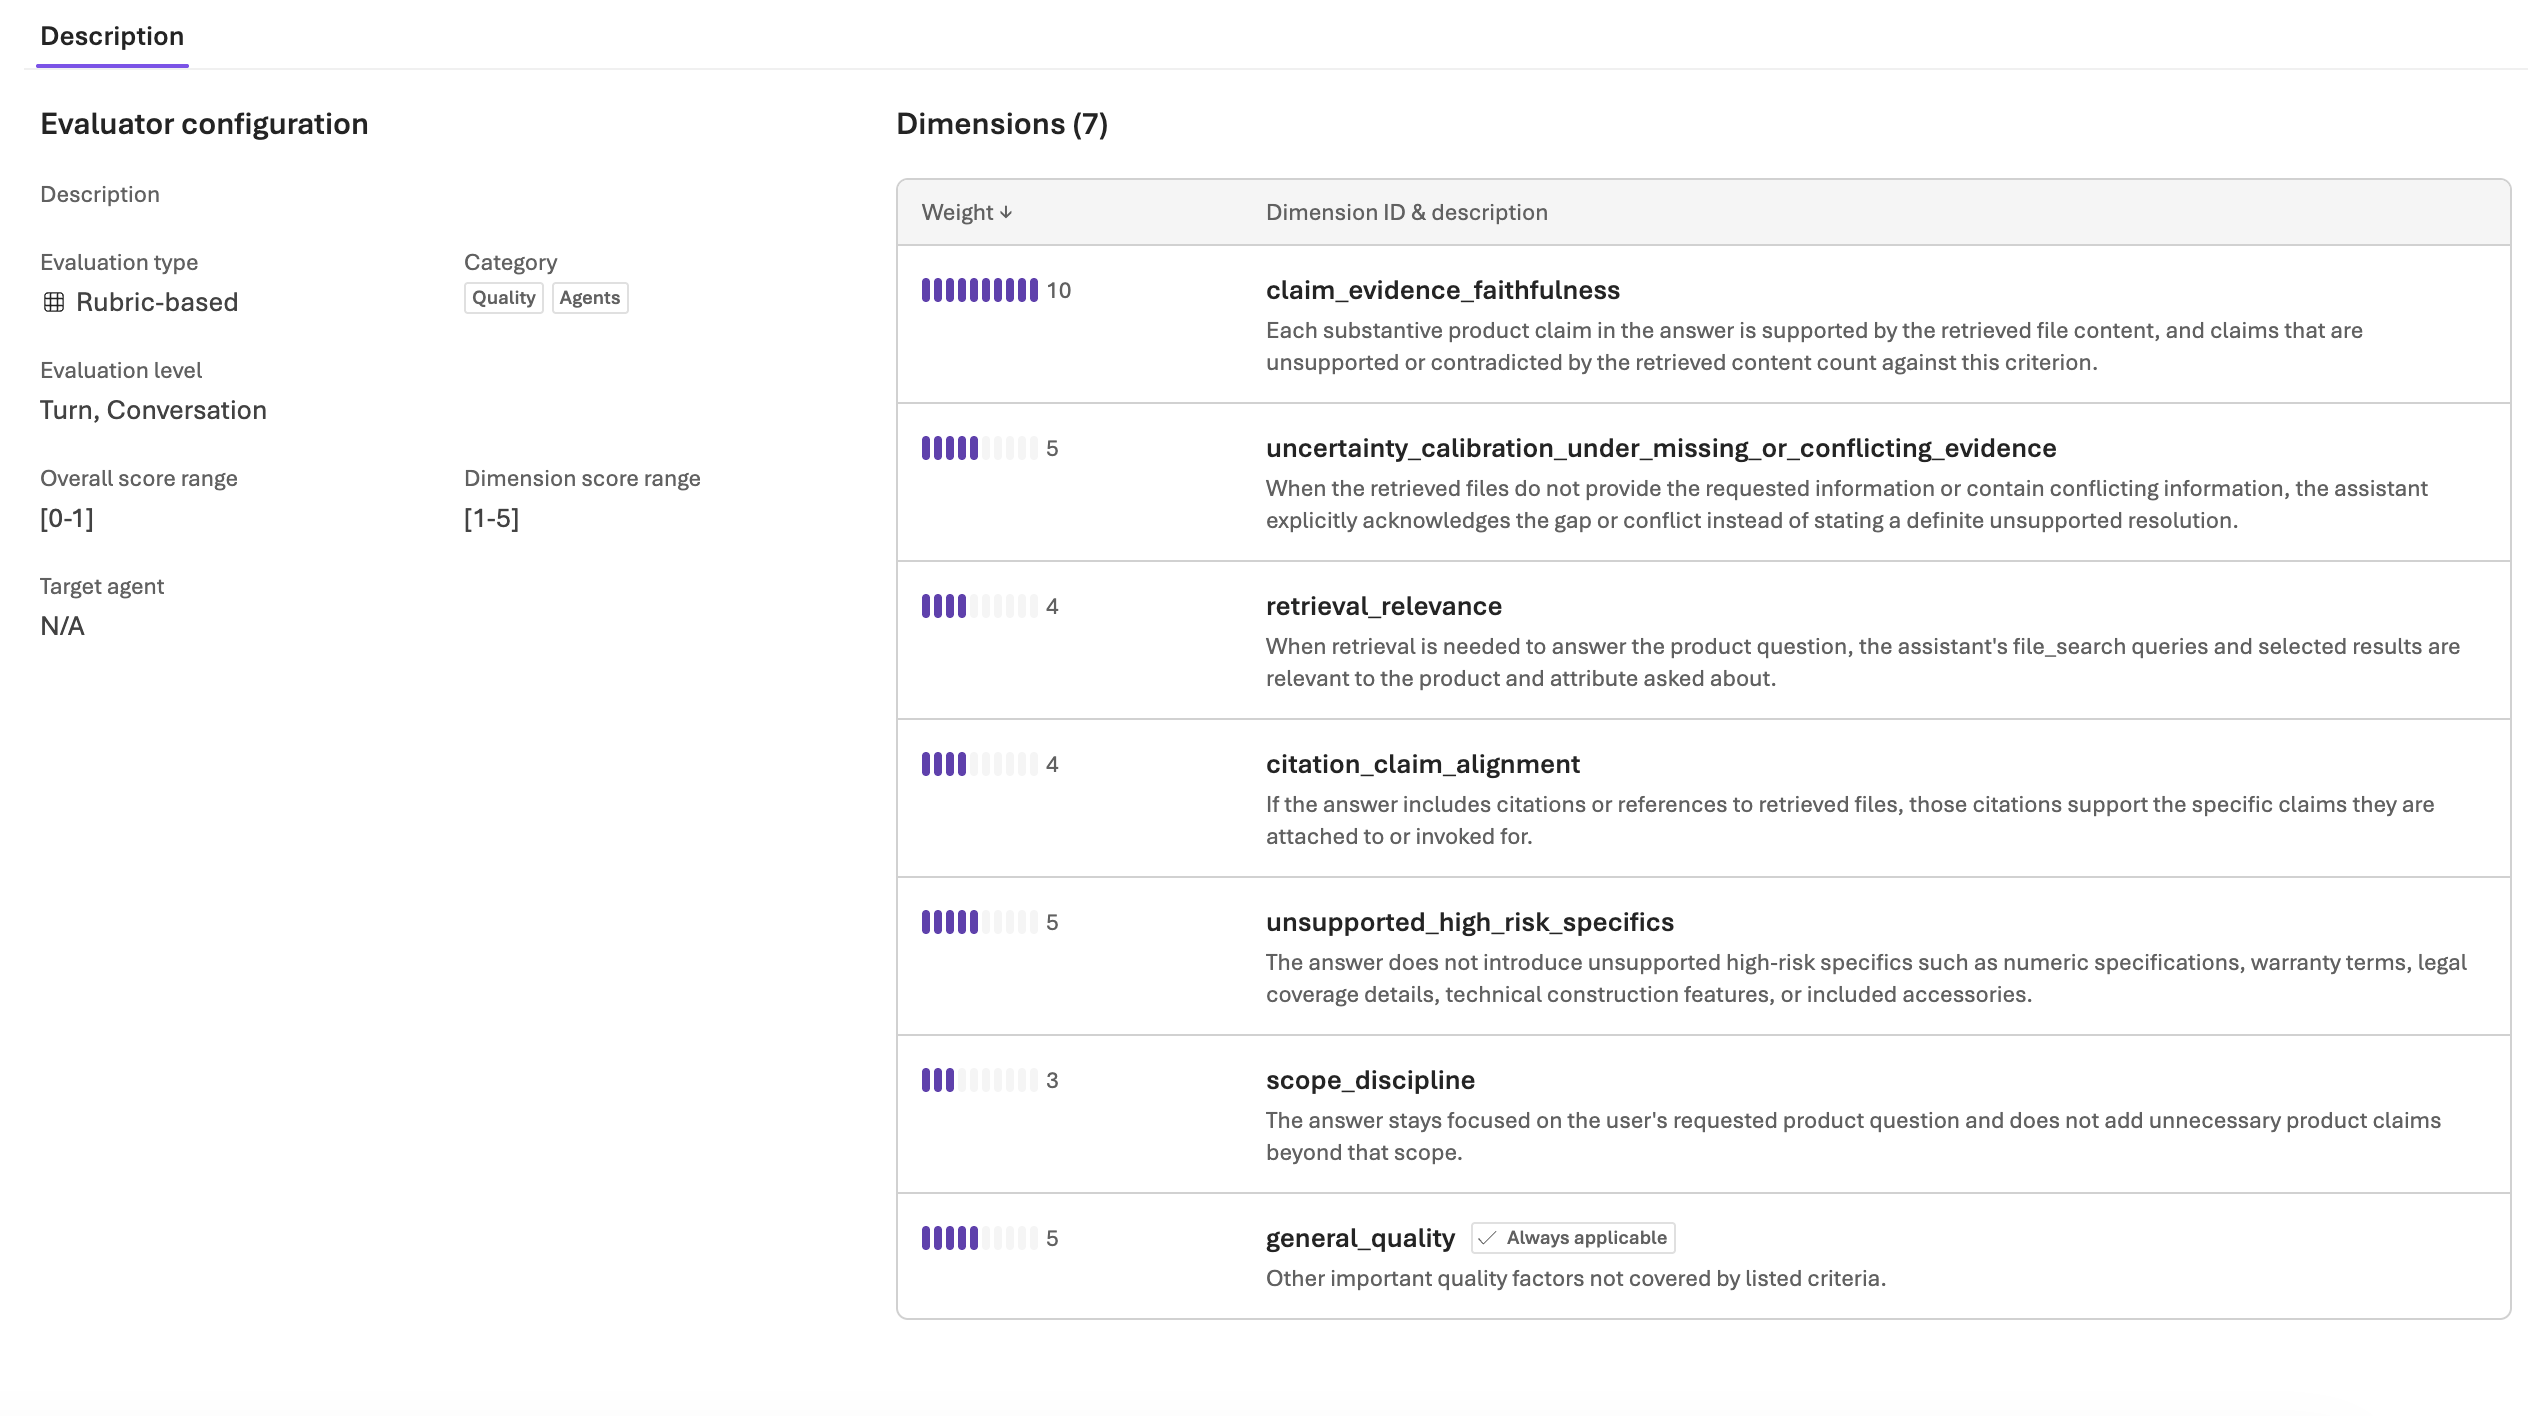 Description
Evaluator configuration
Description
Evaluation type
Rubric-based
Category
Quality
Agents
Evaluation level
Turn, Conversation
Overall score range
[0-1]
Dimension score range
[1-5]
Target agent
N/A
Dimensions (7)
Weight ↓
Dimension ID & description
10
claim_evidence_faithfulness
Each substantive product claim in the answer is supported by the retrieved file content, and claims that are
unsupported or contradicted by the retrieved content count against this criterion.
5
uncertainty_calibration_under_missing_or_conflicting_evidence
When the retrieved files do not provide the requested information or contain conflicting information, the assistant
explicitly acknowledges the gap or conflict instead of stating a definite unsupported resolution.
4
retrieval_relevance
When retrieval is needed to answer the product question, the assistant's file_search queries and selected results are
relevant to the product and attribute asked about.
4
citation_claim_alignment
If the answer includes citations or references to retrieved files, those citations support the specific claims they are
attached to or invoked for.
5
unsupported_high_risk_specifics
The answer does not introduce unsupported high-risk specifics such as numeric specifications, warranty terms, legal
coverage details, technical construction features, or included accessories.
3
scope_discipline
The answer stays focused on the user's requested product question and does not add unnecessary product claims
beyond that scope.
5
general_quality
Always applicable
Other important quality factors not covered by listed criteria.